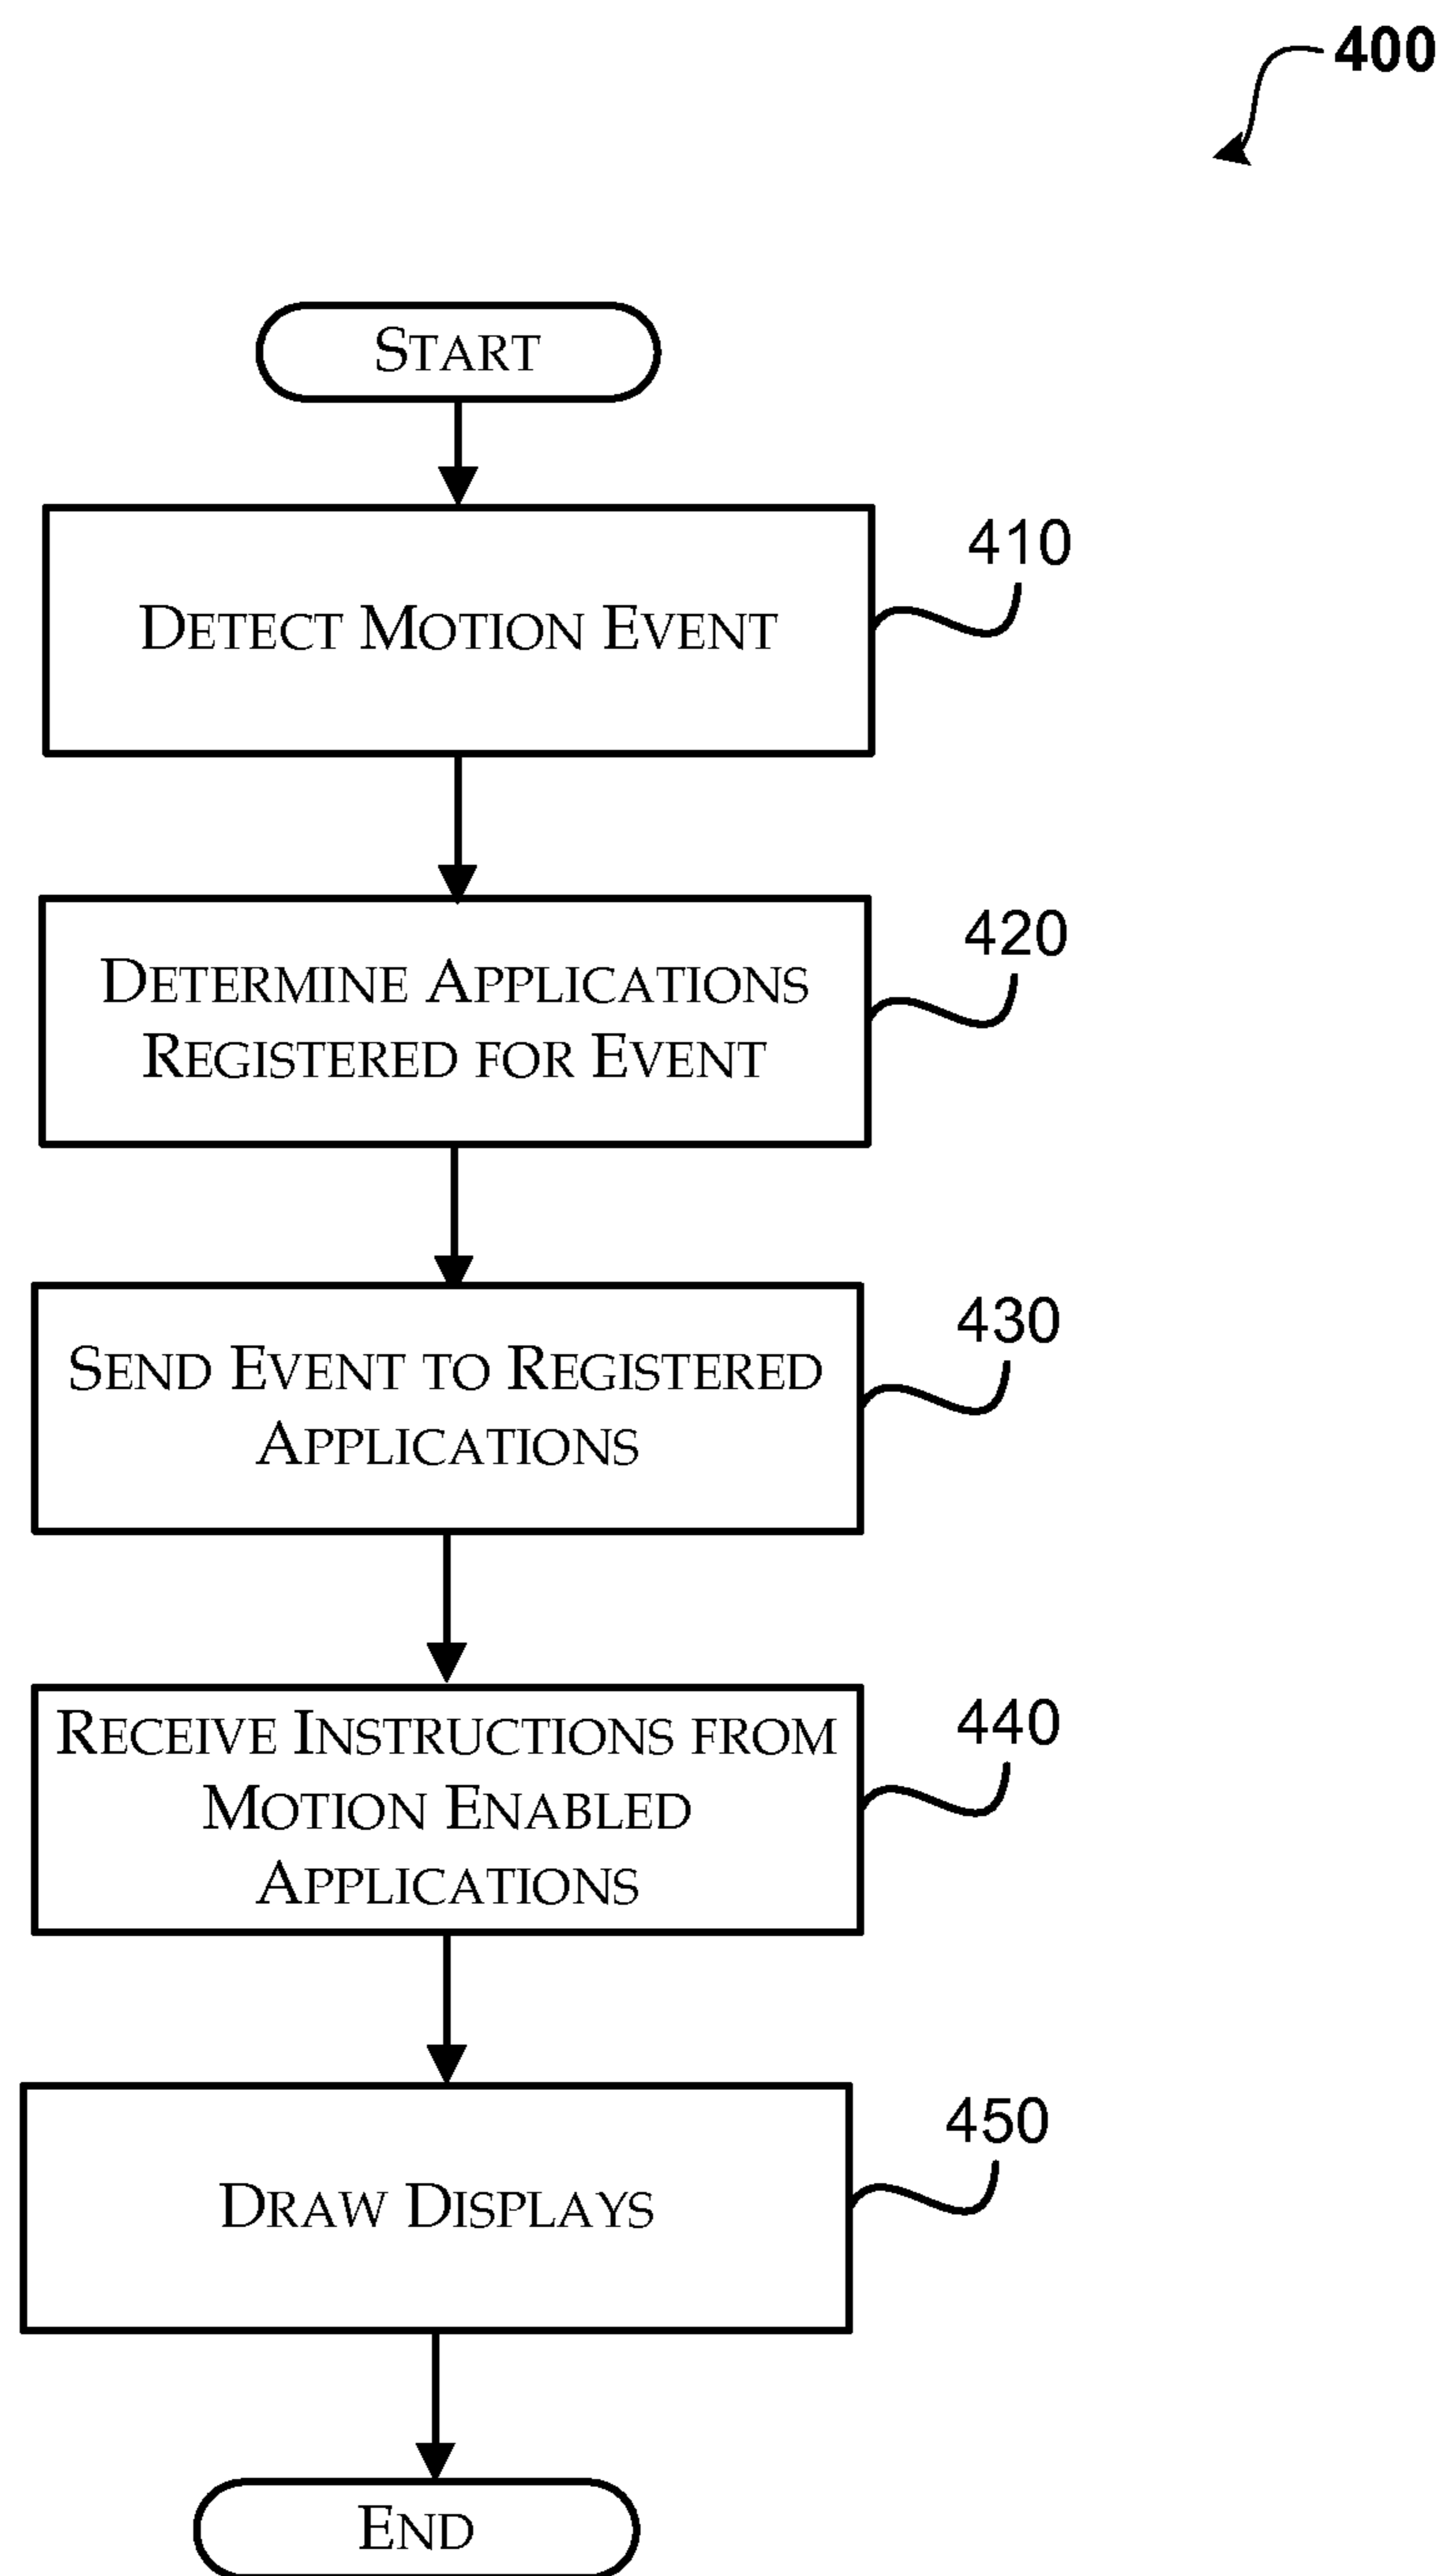 400
START
DETECT MOTION EVENT
410
DETERMINE APPLICATIONS
REGISTERED FOR EVENT
420
SEND EVENT TO REGISTERED
APPLICATIONS
430
RECEIVE INSTRUCTIONS FROM
MOTION ENABLED
APPLICATIONS
440
DRAW DISPLAYS
450
END